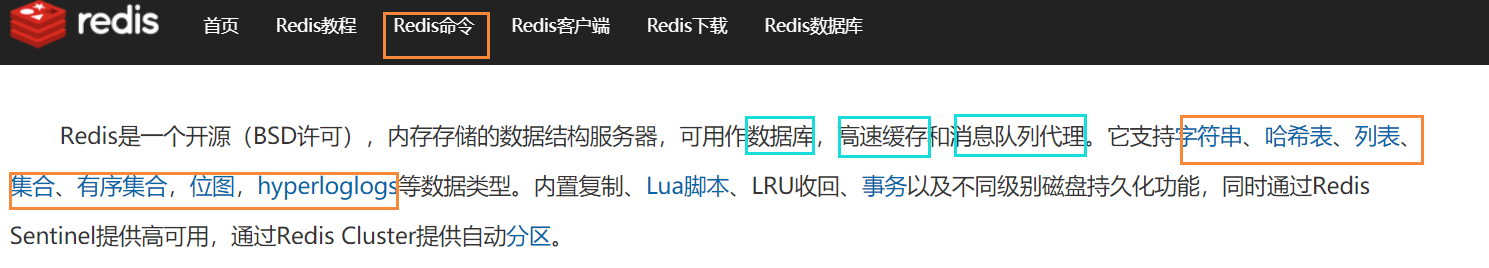 redis 首页 Redis教程 Redis命令 Redis客户端 Redis下载 Redis数据库
Redis是一个开源（BSD许可），内存存储的数据结构服务器，可用作数据库，高速缓存和消息队列代理。它支持字符串、哈希表、列表、
集合、有序集合，位图，hyperloglogs等数据类型。内置复制、Lua脚本、LRU收回、事务以及不同级别磁盘持久化功能，同时通过Redis
Sentinel提供高可用，通过Redis Cluster提供自动分区。